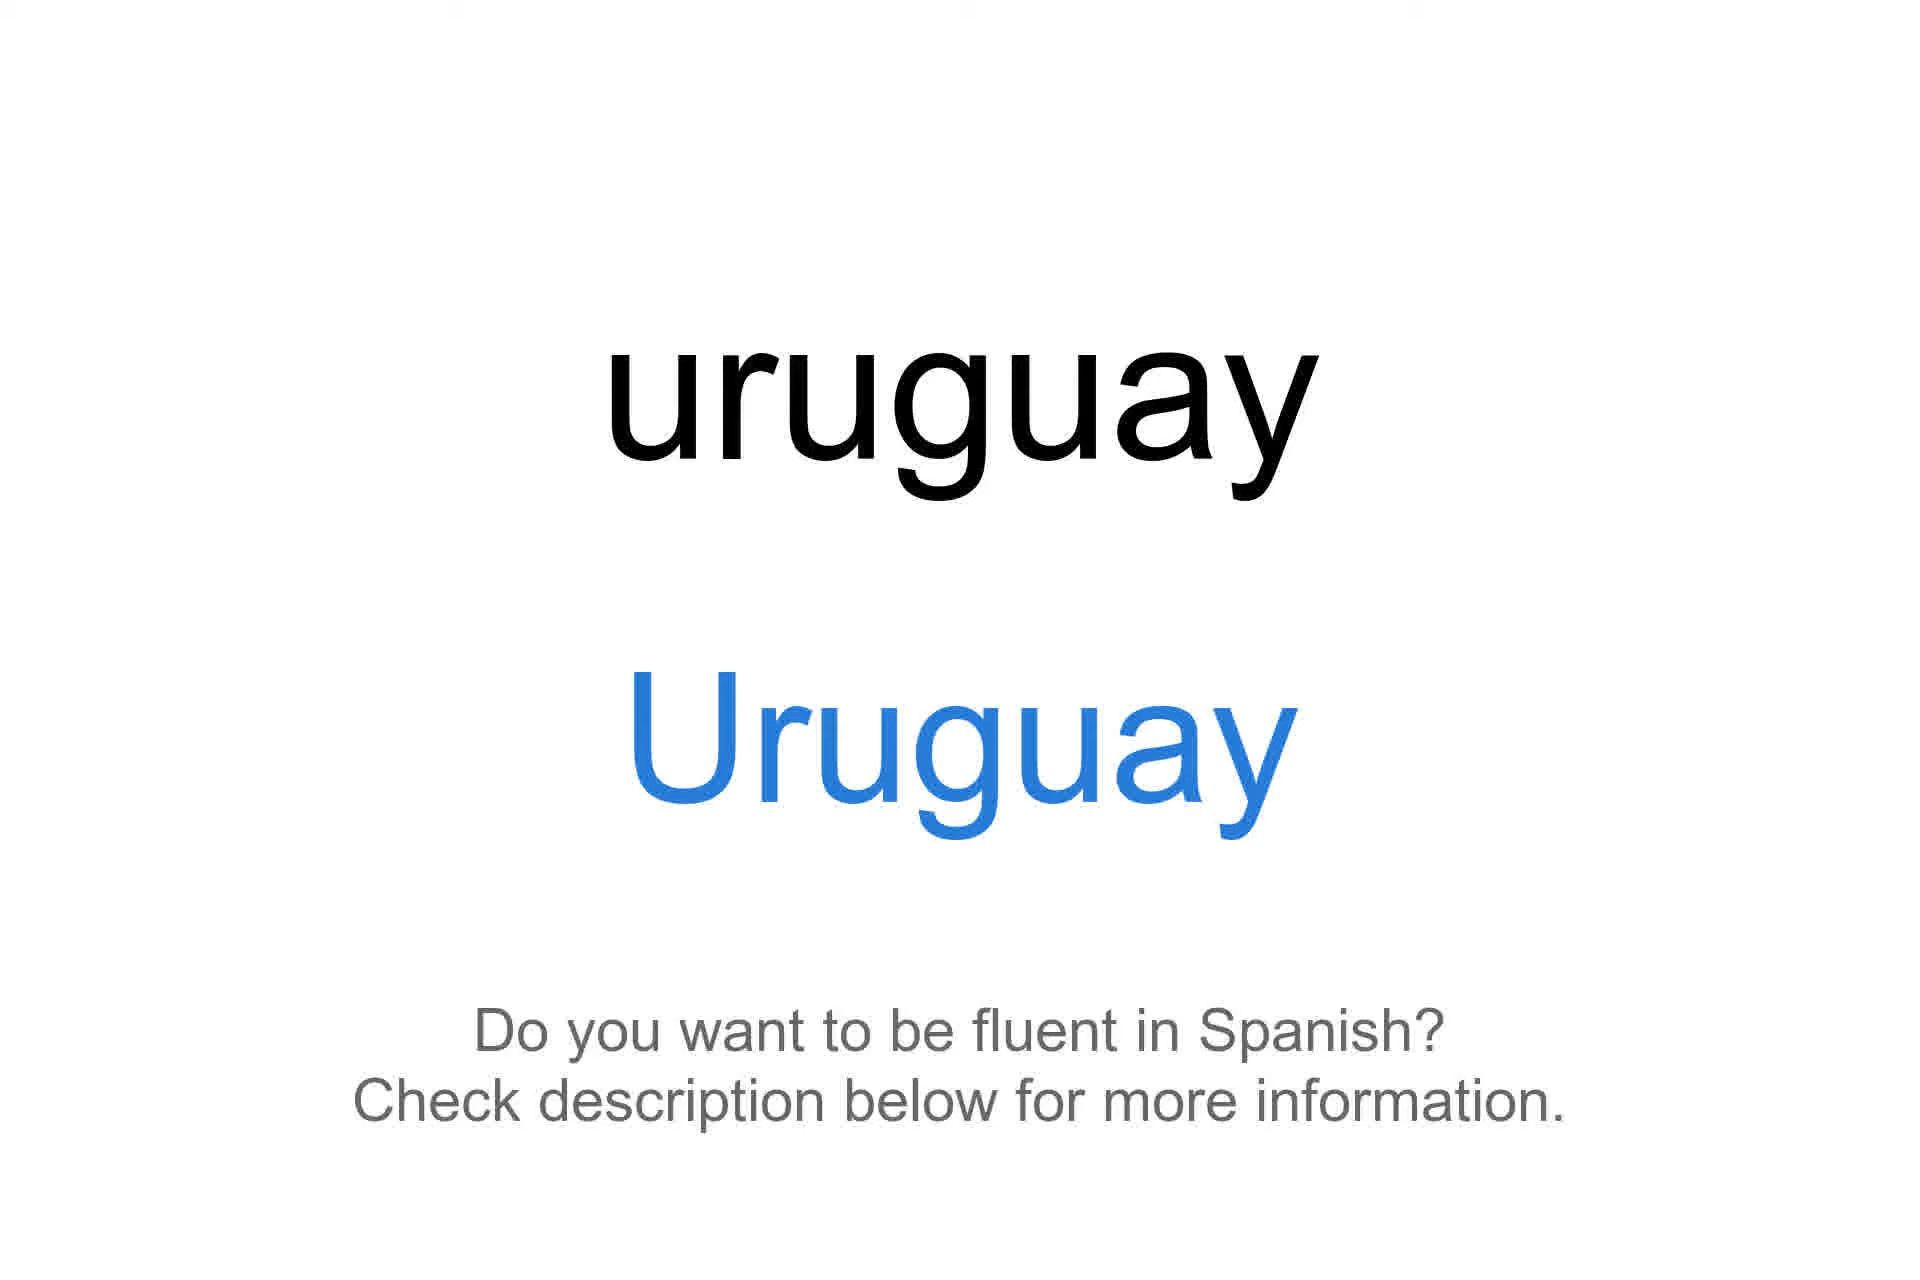 uruguay
Uruguay
Do you want to be fluent in Spanish?
Check description below for more information.